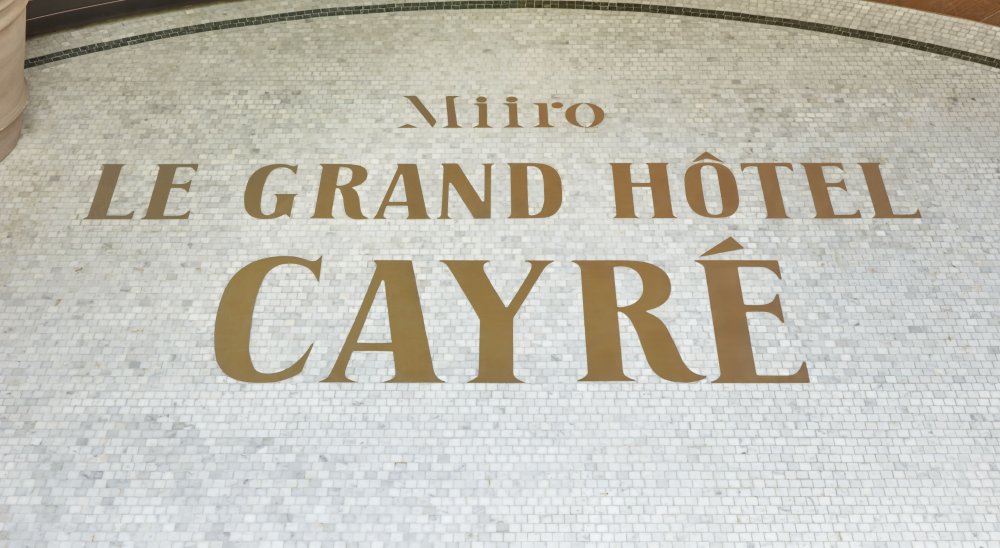 Miiro
LE GRAND HÔTEL
CAYRÉ